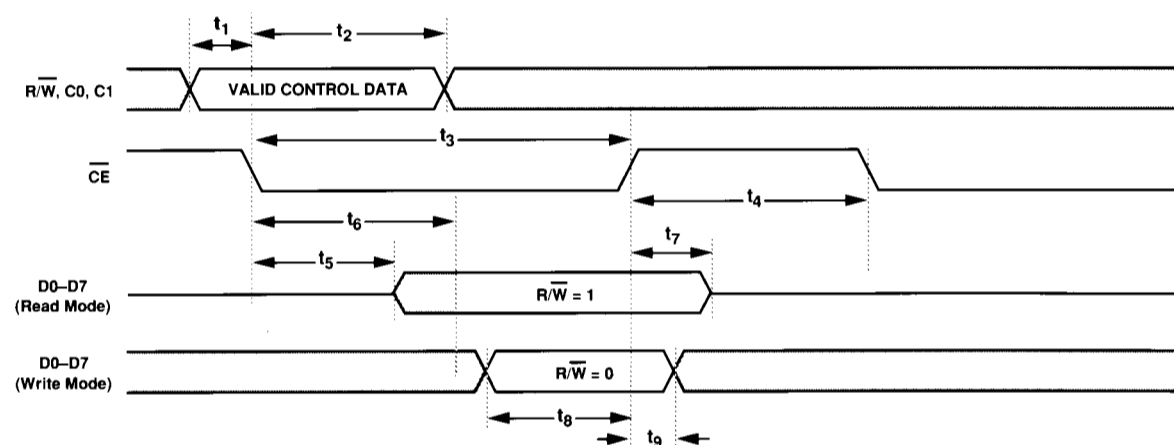 t1
t2
R/W̅, C0, C1
VALID CONTROL DATA
t3
C̅E̅
t4
t6
t7
t5
D0–D7
(Read Mode)
R/W̅ = 1
D0–D7
(Write Mode)
R/W̅ = 0
t8
t9